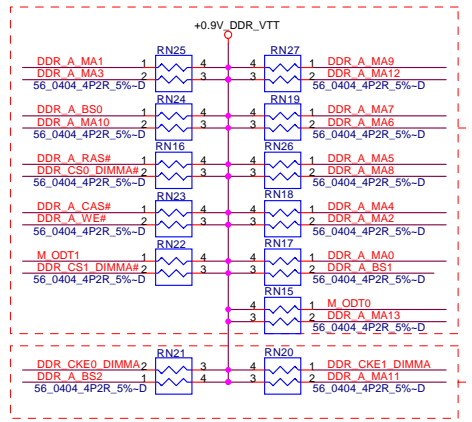 +0.9V_DDR_VTT
RN25 RN27
DDR_A_MA1 1 4 4 1 DDR_A_MA9
DDR_A_MA3 2 3 3 2 DDR_A_MA12
56_0404_4P2R_5%~D 56_0404_4P2R_5%~D
RN24 RN19
DDR_A_BS0 1 4 4 1 DDR_A_MA7
DDR_A_MA10 2 3 3 2 DDR_A_MA6
56_0404_4P2R_5%~D 56_0404_4P2R_5%~D
RN16 RN26
DDR_A_RAS# 1 4 4 1 DDR_A_MA5
DDR_CS0_DIMMA# 2 3 3 2 DDR_A_MA8
56_0404_4P2R_5%~D 56_0404_4P2R_5%~D
RN23 RN18
DDR_A_CAS# 1 4 4 1 DDR_A_MA4
DDR_A_WE# 2 3 3 2 DDR_A_MA2
56_0404_4P2R_5%~D 56_0404_4P2R_5%~D
RN22 RN17
M_ODT1 1 4 4 1 DDR_A_MA0
DDR_CS1_DIMMA# 2 3 3 2 DDR_A_BS1
56_0404_4P2R_5%~D 56_0404_4P2R_5%~D
RN15
4 1 M_ODT0
3 2 DDR_A_MA13
56_0404_4P2R_5%~D
RN21 RN20
DDR_CKE0_DIMMA 2 3 4 1 DDR_CKE1_DIMMA
DDR_A_BS2 1 4 3 2 DDR_A_MA11
56_0404_4P2R_5%~D 56_0404_4P2R_5%~D